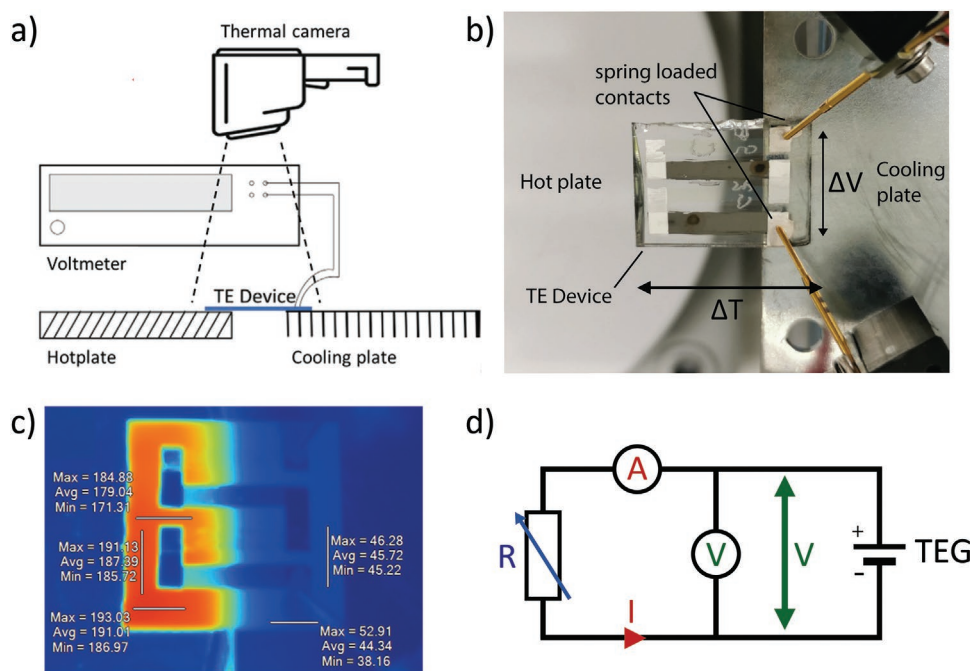 a)
Thermal camera
Voltmeter
TE Device
Hotplate
Cooling plate
b)
spring loaded
contacts
Hot plate
ΔV
Cooling
plate
TE Device
ΔT
c)
Max = 184.88
Avg = 179.04
Min = 171.31
Max = 191.13
Avg = 187.39
Min = 185.72
Max = 193.03
Avg = 191.01
Min = 186.97
Max = 46.28
Avg = 45.72
Min = 45.22
Max = 52.91
Avg = 44.34
Min = 38.16
d)
A
R
V
V
+
-
TEG
I